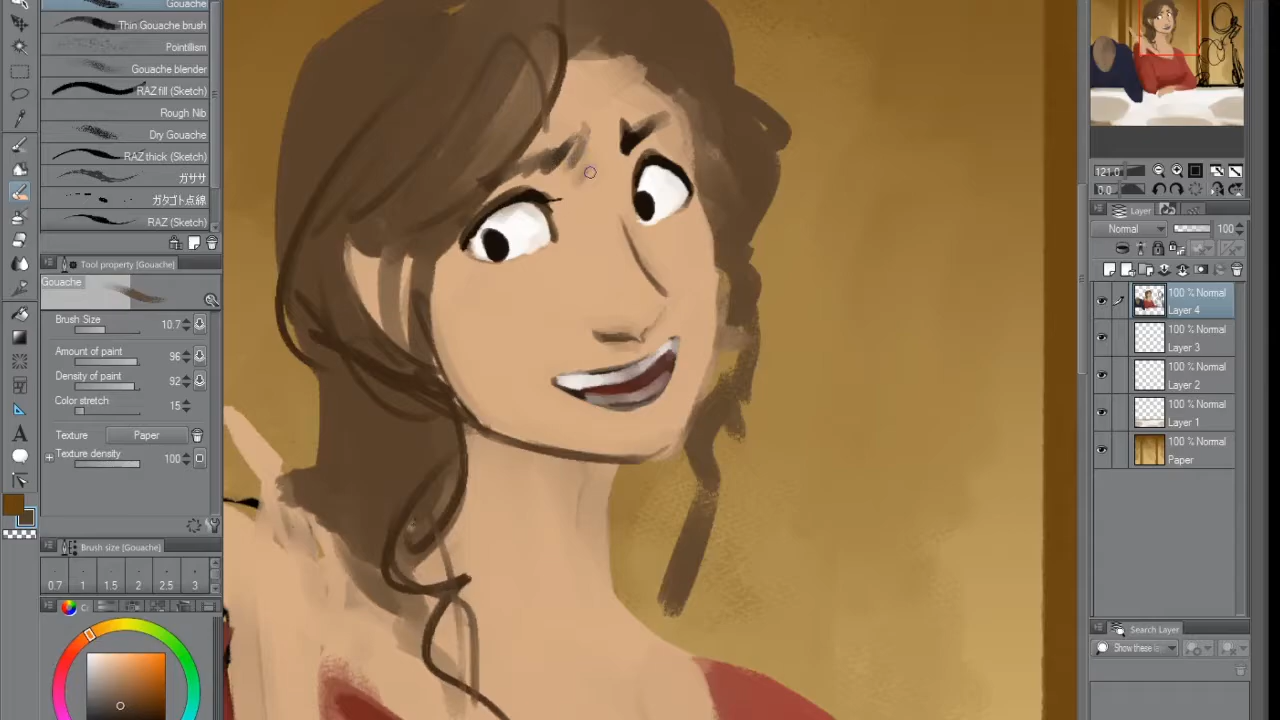 Gouache
Thin Gouache brush
Pointillism
Gouache blender
RAZ fill (Sketch)
Rough Nib
Dry Gouache
RAZ thick (Sketch)
ガササ
ガタゴト点線
RAZ (Sketch)
Tool property [Gouache]
Gouache
Brush Size 10.7
Amount of paint 96
Density of paint 92
Color stretch 15
Texture Paper
Texture density 100
Brush size [Gouache]
0.7 1 1.5 2 2.5 3
121.0
0.0
Layer
Normal 100
100 % Normal
Layer 4
100 % Normal
Layer 3
100 % Normal
Layer 2
100 % Normal
Layer 1
100 % Normal
Paper
Search Layer
Show these